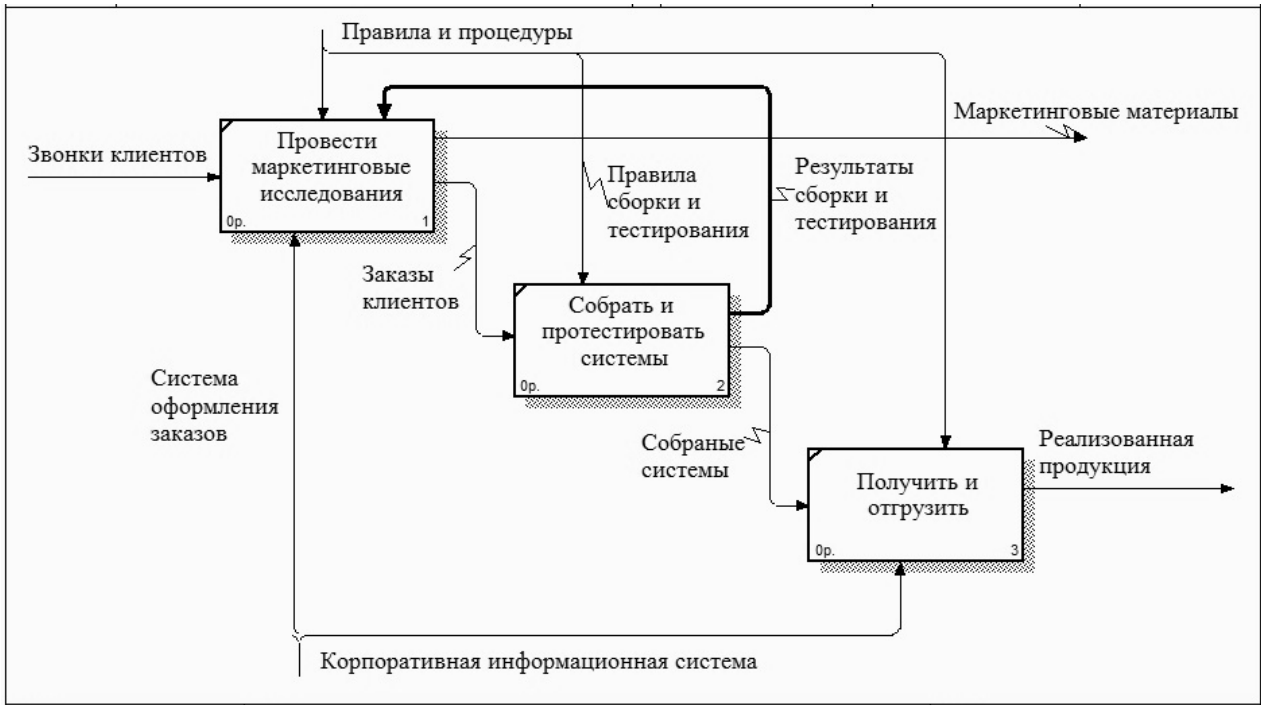 Правила и процедуры
Маркетинговые материалы
Звонки клиентов
Провести
маркетинговые
исследования
0р.
1
Правила
сборки и
тестирования
Результаты
сборки и
тестирования
Заказы
клиентов
Собрать и
протестировать
системы
0р.
2
Система
оформления
заказов
Собраные
системы
Реализованная
продукция
Получить и
отгрузить
0р.
3
Корпоративная информационная система